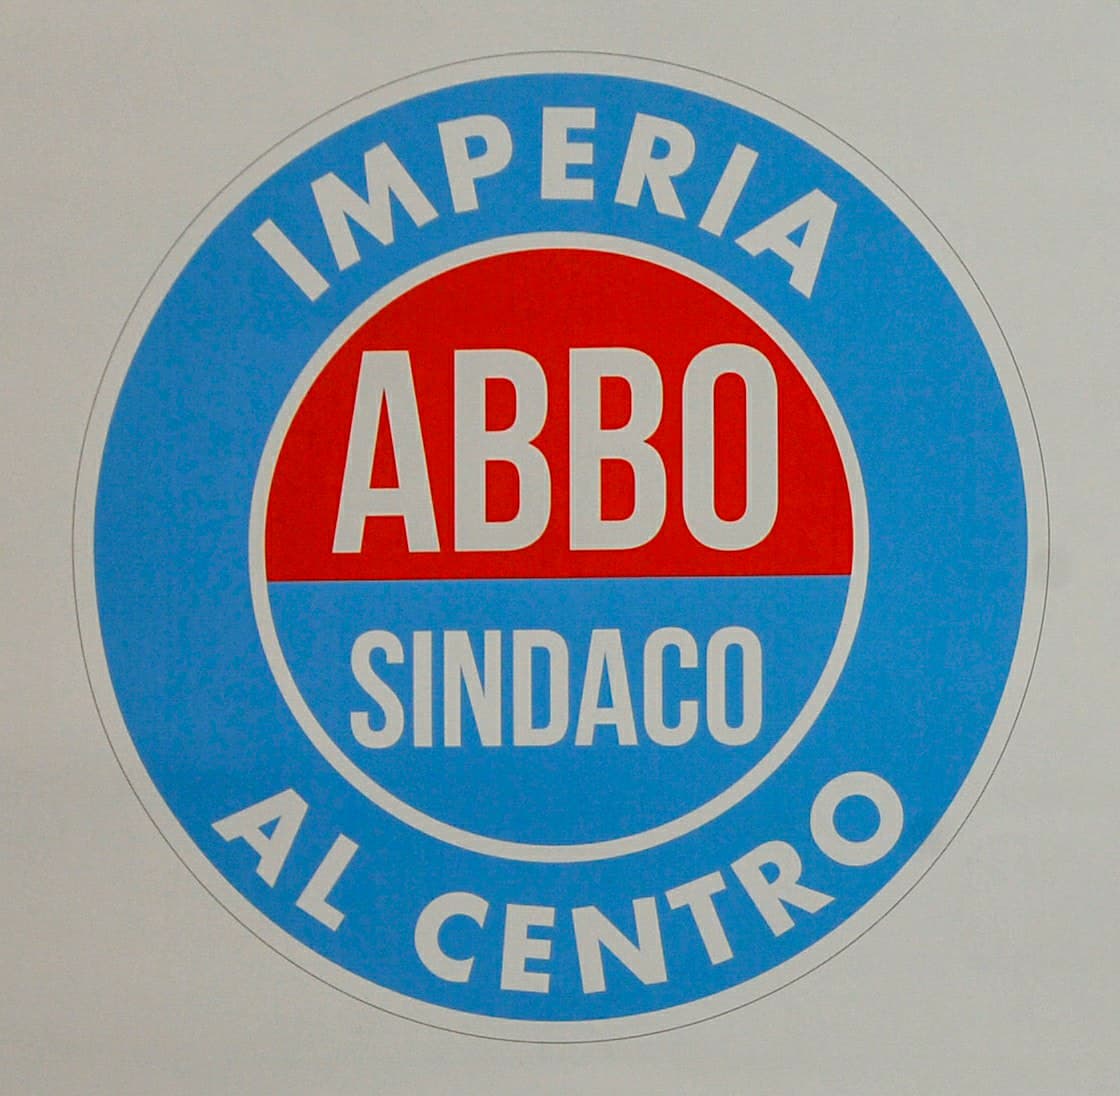 IMPERIA
ABBO
SINDACO
AL CENTRO